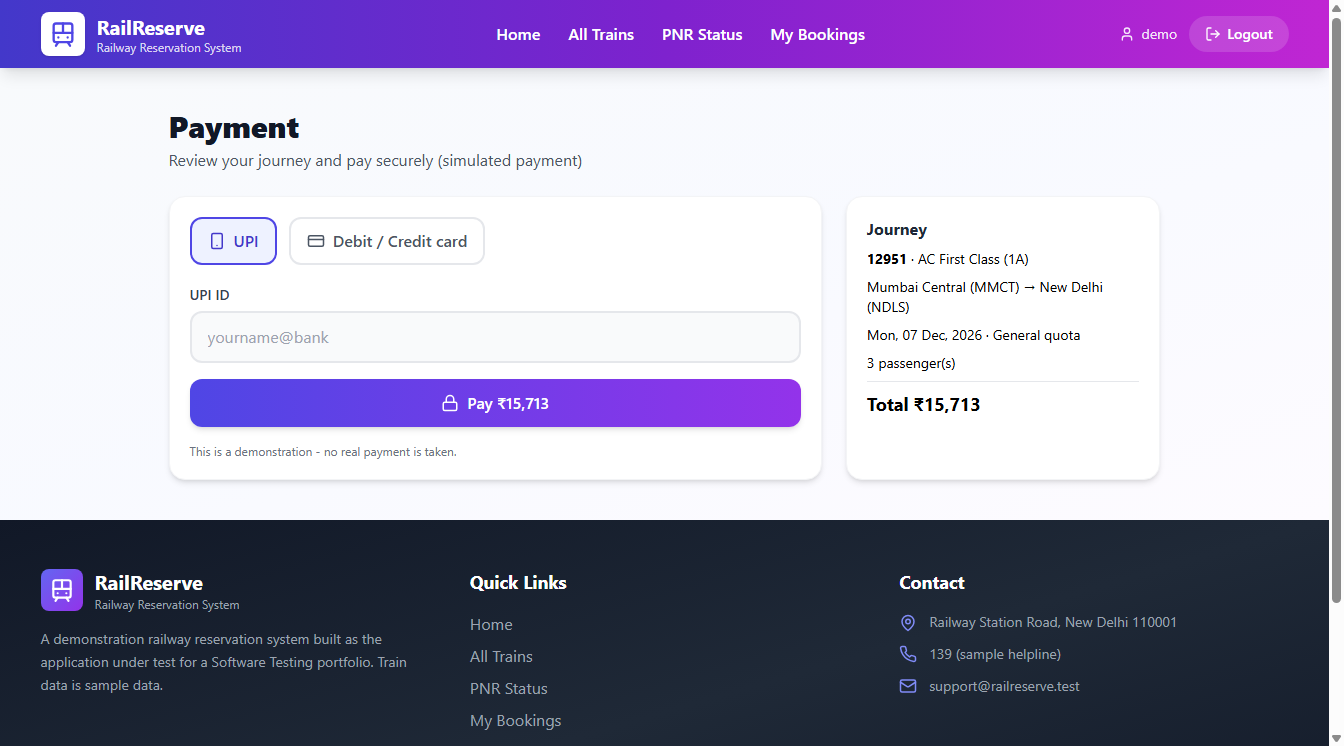 RailReserve
Railway Reservation System
Home
All Trains
PNR Status
My Bookings
demo
Logout
Payment
Review your journey and pay securely (simulated payment)
UPI
Debit / Credit card
UPI ID
yourname@bank
Pay ₹15,713
This is a demonstration - no real payment is taken.
Journey
12951 · AC First Class (1A)
Mumbai Central (MMCT) → New Delhi
(NDLS)
Mon, 07 Dec, 2026 · General quota
3 passenger(s)
Total ₹15,713
RailReserve
Railway Reservation System
A demonstration railway reservation system built as the
application under test for a Software Testing portfolio. Train
data is sample data.
Quick Links
Home
All Trains
PNR Status
My Bookings
Contact
Railway Station Road, New Delhi 110001
139 (sample helpline)
support@railreserve.test